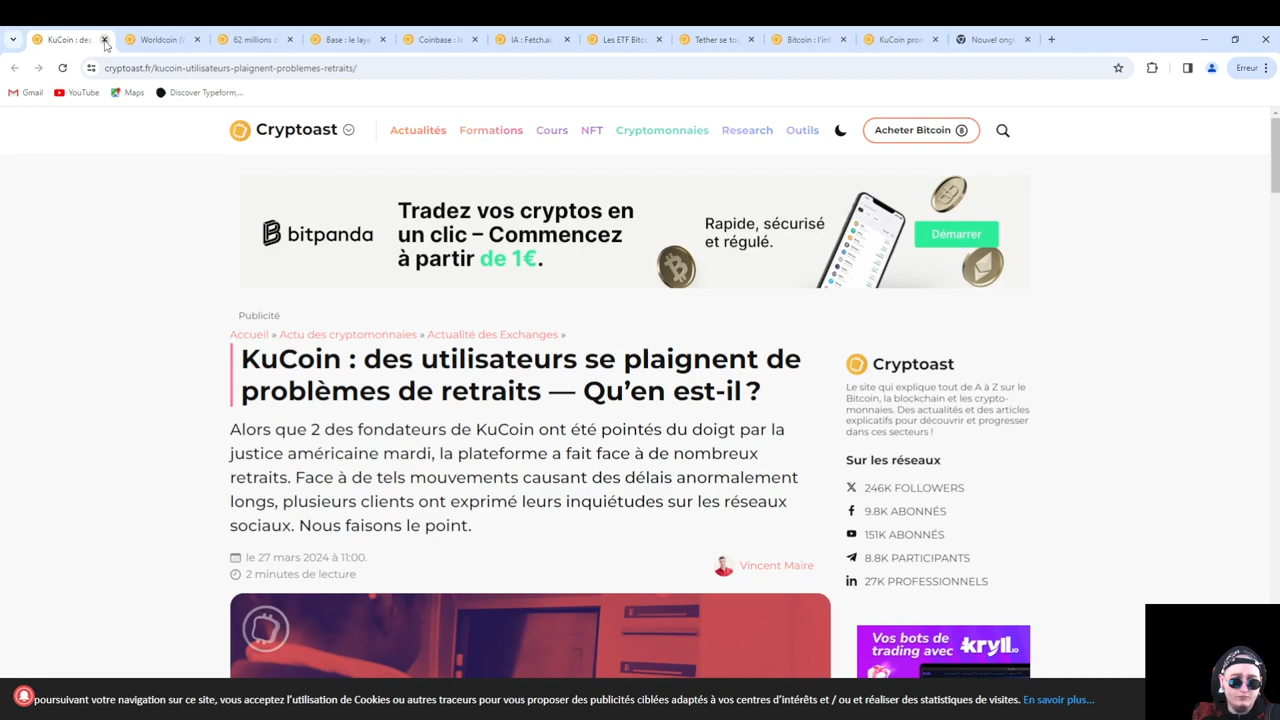 KuCoin : des
Worldcoin (W
62 millions d
Base : le laye
Coinbase : l
IA : Fetch.ai,
Les ETF Bitc
Tether se to
Bitcoin : l'inf
KuCoin pro
Nouvel ongl
cryptoast.fr/kucoin-utilisateurs-plaignent-problemes-retraits/
Erreur
Gmail
YouTube
Maps
Discover Typeform,...
Cryptoast
Actualités
Formations
Cours
NFT
Cryptomonnaies
Research
Outils
Acheter Bitcoin
bitpanda
Tradez vos cryptos en
un clic – Commencez
à partir de 1€.
Rapide, sécurisé
et régulé.
Démarrer
Publicité
Accueil » Actu des cryptomonnaies » Actualité des Exchanges »
KuCoin : des utilisateurs se plaignent de
problèmes de retraits — Qu'en est-il ?
Alors que 2 des fondateurs de KuCoin ont été pointés du doigt par la
justice américaine mardi, la plateforme a fait face à de nombreux
retraits. Face à de tels mouvements causant des délais anormalement
longs, plusieurs clients ont exprimé leurs inquiétudes sur les réseaux
sociaux. Nous faisons le point.
le 27 mars 2024 à 11:00.
2 minutes de lecture
Vincent Maire
Cryptoast
Le site qui explique tout de A à Z sur le
Bitcoin, la blockchain et les crypto-
monnaies. Des actualités et des articles
explicatifs pour découvrir et progresser
dans ces secteurs !
Sur les réseaux
246K FOLLOWERS
9.8K ABONNÉS
151K ABONNÉS
8.8K PARTICIPANTS
27K PROFESSIONNELS
Vos bots de
trading avec
kryll.io
poursuivant votre navigation sur ce site, vous acceptez l'utilisation de Cookies ou autres traceurs pour vous proposer des publicités ciblées adaptés à vos centres d'intérêts et / ou et réaliser des statistiques de visites. En savoir plus...